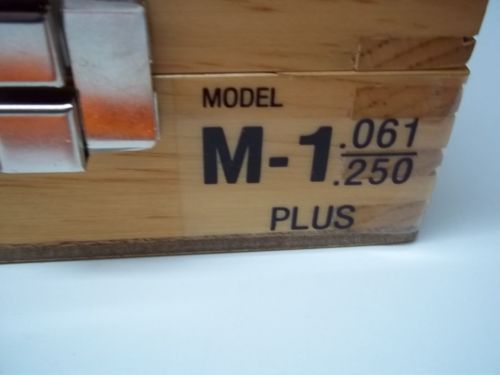 MODEL
M-1 .061
.250
PLUS